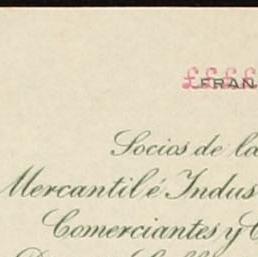 ££££
FRAN
Socios de la
Mercantil é Indus
Comerciantes y